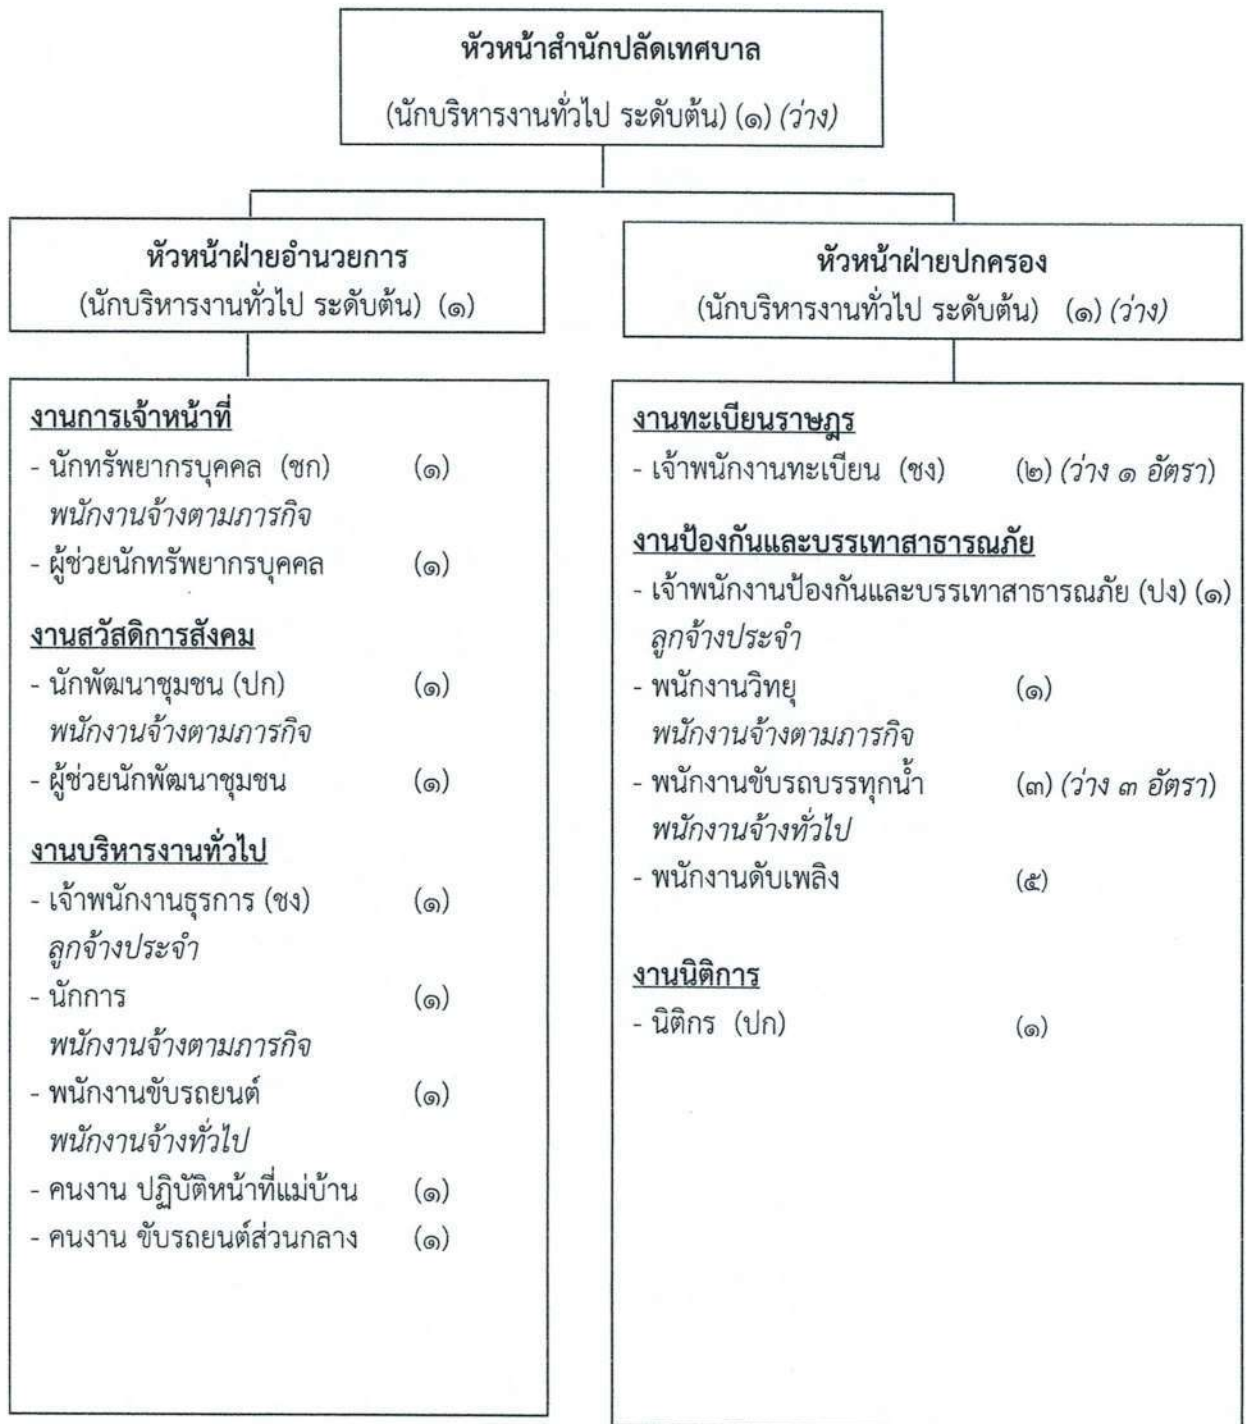 หัวหน้าสำนักปลัดเทศบาล
(นักบริหารงานทั่วไป ระดับต้น) (๑) (ว่าง)
หัวหน้าฝ่ายอำนวยการ
(นักบริหารงานทั่วไป ระดับต้น) (๑)
หัวหน้าฝ่ายปกครอง
(นักบริหารงานทั่วไป ระดับต้น) (๑) (ว่าง)
งานการเจ้าหน้าที่
- นักทรัพยากรบุคคล (ชก) (๑)
พนักงานจ้างตามภารกิจ
- ผู้ช่วยนักทรัพยากรบุคคล (๑)
งานสวัสดิการสังคม
- นักพัฒนาชุมชน (ปก) (๑)
พนักงานจ้างตามภารกิจ
- ผู้ช่วยนักพัฒนาชุมชน (๑)
งานบริหารงานทั่วไป
- เจ้าพนักงานธุรการ (ชง) (๑)
ลูกจ้างประจำ
- นักการ (๑)
พนักงานจ้างตามภารกิจ
- พนักงานขับรถยนต์ (๑)
พนักงานจ้างทั่วไป
- คนงาน ปฏิบัติหน้าที่แม่บ้าน (๑)
- คนงาน ขับรถยนต์ส่วนกลาง (๑)
งานทะเบียนราษฎร
- เจ้าพนักงานทะเบียน (ชง) (๒) (ว่าง ๑ อัตรา)
งานป้องกันและบรรเทาสาธารณภัย
- เจ้าพนักงานป้องกันและบรรเทาสาธารณภัย (ปง) (๑)
ลูกจ้างประจำ
- พนักงานวิทยุ (๑)
พนักงานจ้างตามภารกิจ
- พนักงานขับรถบรรทุกน้ำ (๓) (ว่าง ๓ อัตรา)
พนักงานจ้างทั่วไป
- พนักงานดับเพลิง (๕)
งานนิติการ
- นิติกร (ปก) (๑)